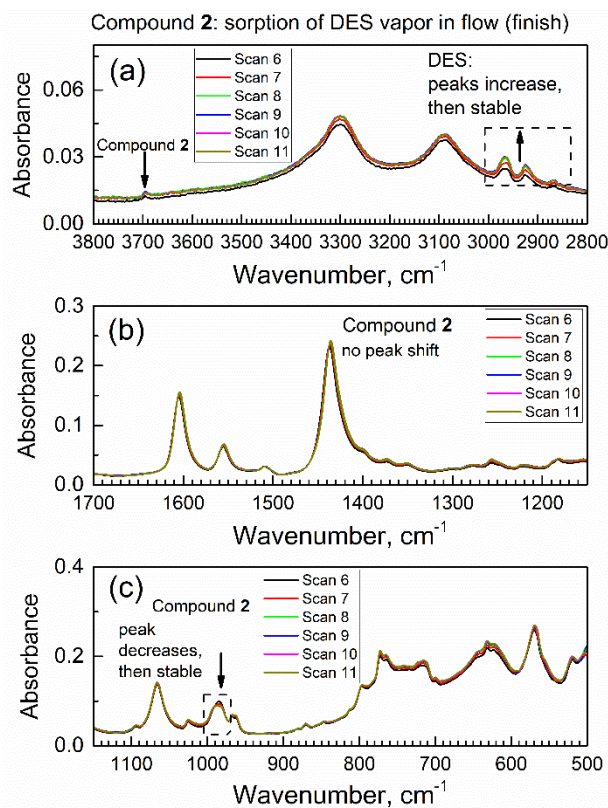 Compound 2: sorption of DES vapor in flow (finish)
(a)
Scan 6
Scan 7
Scan 8
Scan 9
Scan 10
Scan 11
DES:
peaks increase,
then stable
Compound 2
0.06
0.03
0.00
Absorbance
3800 3700 3600 3500 3400 3300 3200 3100 3000 2900 2800
Wavenumber, cm-1
(b)
Compound 2
no peak shift
Scan 6
Scan 7
Scan 8
Scan 9
Scan 10
Scan 11
0.3
0.2
0.1
0.0
Absorbance
1700 1600 1500 1400 1300 1200
Wavenumber, cm-1
(c)
Compound 2
peak
decreases,
then stable
Scan 6
Scan 7
Scan 8
Scan 9
Scan 10
Scan 11
0.4
0.2
0.0
Absorbance
1100 1000 900 800 700 600 500
Wavenumber, cm-1